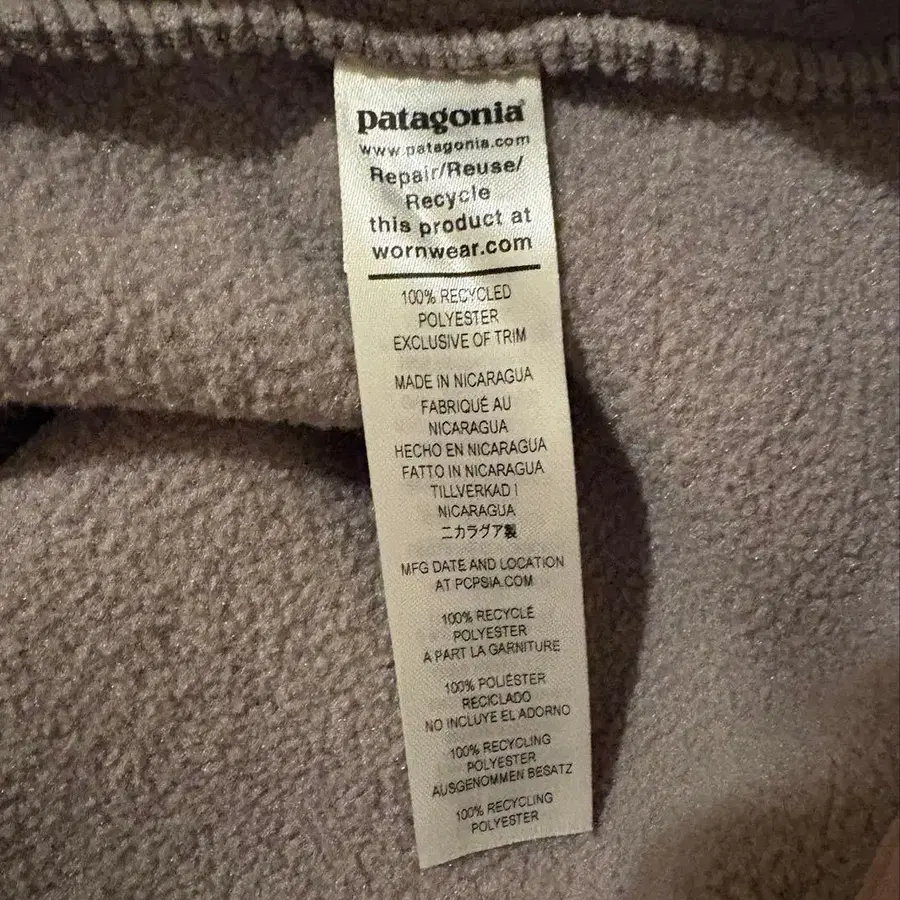 patagonia®
www.patagonia.com
Repair/Reuse/
Recycle
this product at
wornwear.com
100% RECYCLED
POLYESTER
EXCLUSIVE OF TRIM
MADE IN NICARAGUA
FABRIQUÉ AU
NICARAGUA
HECHO EN NICARAGUA
FATTO IN NICARAGUA
TILLVERKAD I
NICARAGUA
ニカラグア製
MFG DATE AND LOCATION
AT PCPSIA.COM
100% RECYCLÉ
POLYESTER
A PART LA GARNITURE
100% POLIÉSTER
RECICLADO
NO INCLUYE EL ADORNO
100% RECYCLING
POLYESTER
AUSGENOMMEN BESATZ
100% RECYCLING
POLYESTER